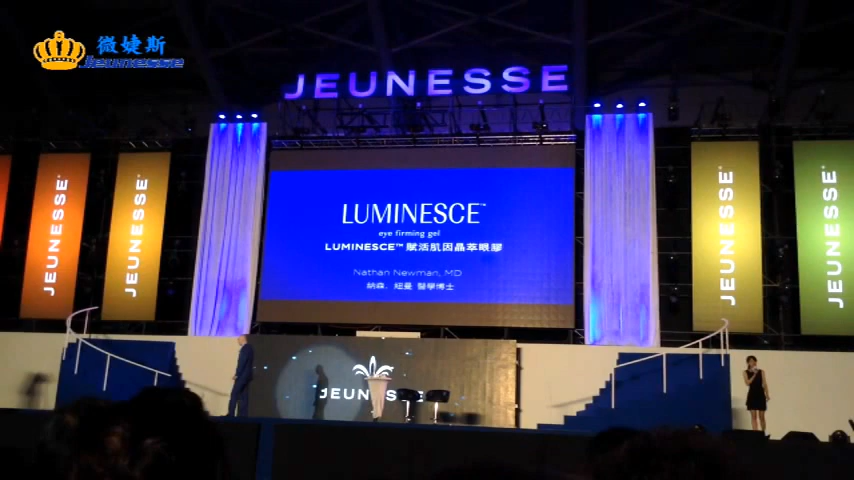 微婕斯
Jeunesse
JEUNESSE
JEUNESSE
JEUNESSE
JEUNESSE
JEUNESSE
LUMINESCE™
eye firming gel
LUMINESCE™ 賦活肌因晶萃眼膠
Nathan Newman, MD
納森．紐曼 醫學博士
JEUNESSE